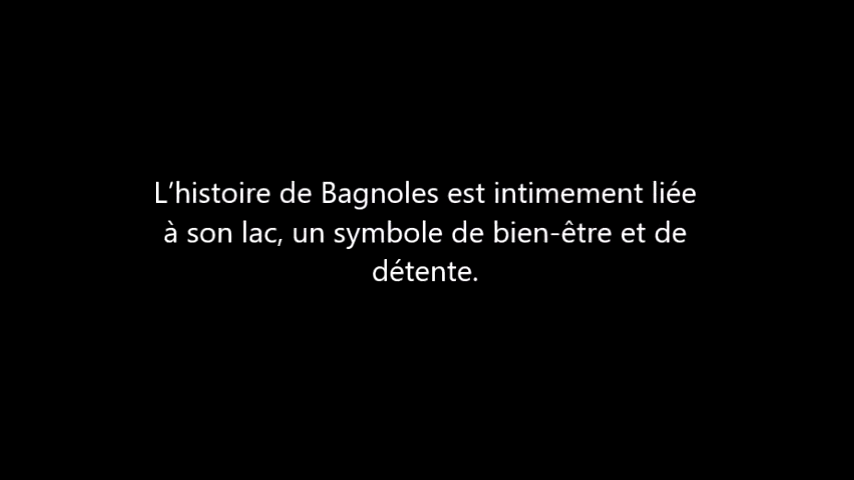 L’histoire de Bagnoles est intimement liée
à son lac, un symbole de bien-être et de
détente.